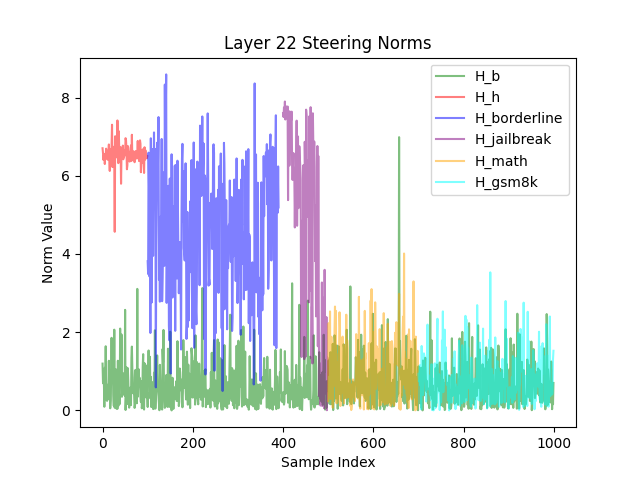 Layer 22 Steering Norms
H_b
H_h
H_borderline
H_jailbreak
H_math
H_gsm8k
Norm Value
8
6
4
2
0
0 200 400 600 800 1000
Sample Index